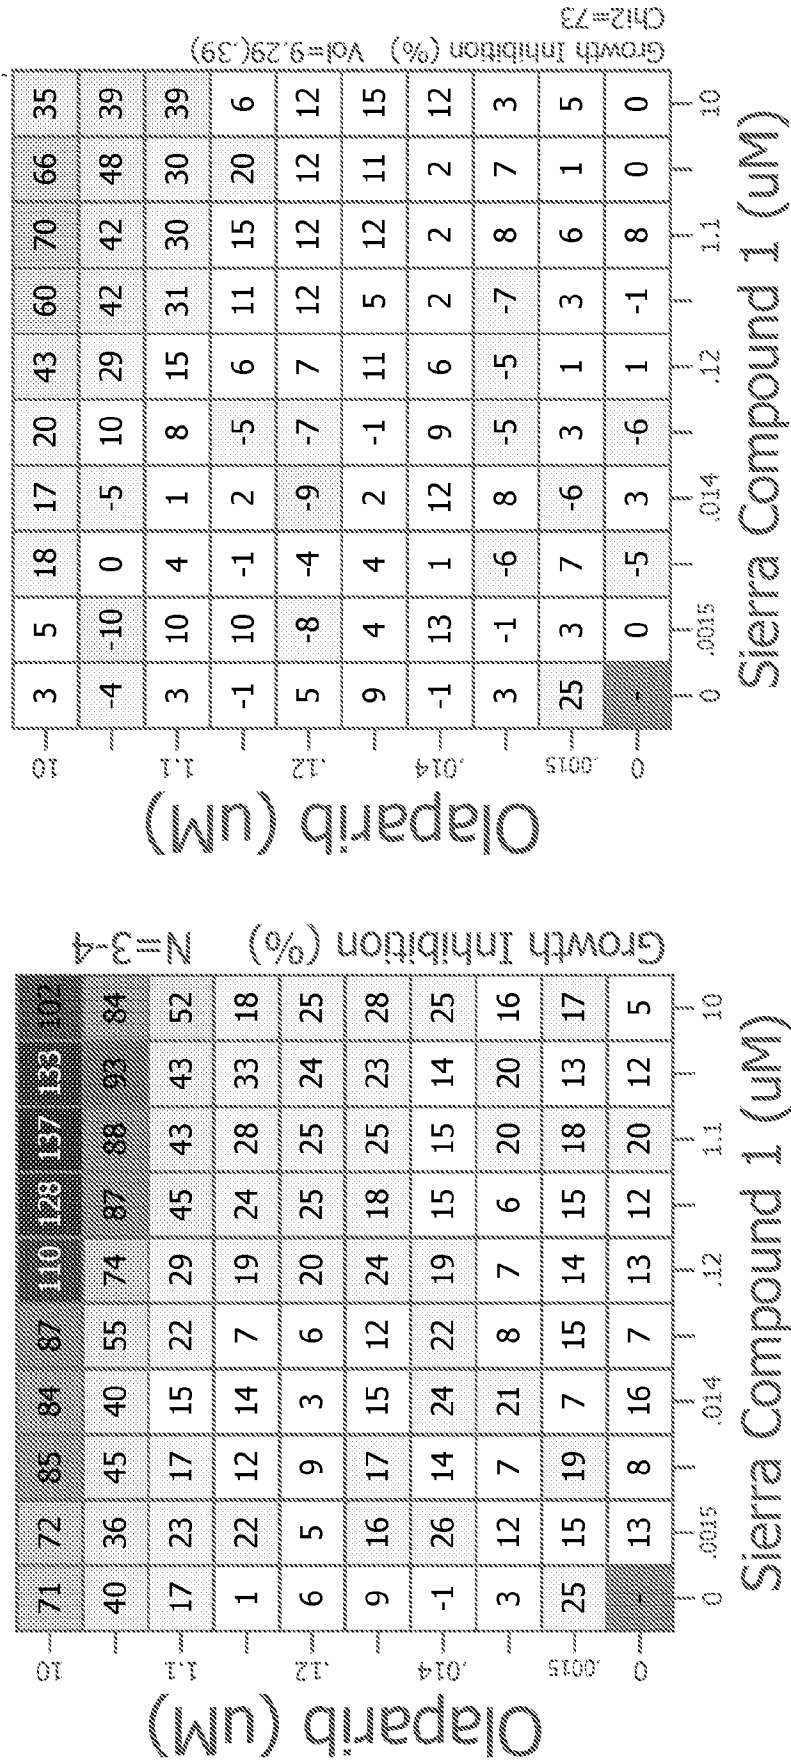 Olaparib (uM)
10 71 72 85 84 87 110 128 137 133 102
40 36 45 40 55 74 87 88 93 84
1.1 17 23 17 15 22 29 45 43 43 52
1 22 12 14 7 19 24 28 33 18
.12 6 5 9 3 6 20 25 25 24 25
9 16 17 15 12 24 18 25 23 28
.014 -1 26 14 24 22 19 15 15 14 25
3 12 7 21 8 7 6 20 20 16
.0015 25 15 19 7 15 14 15 18 13 17
0 - 13 8 16 7 13 12 20 12 5
0 .0015 .014 .12 1.1 10
Sierra Compound 1 (uM)
Growth Inhibition (%) N=3-4
Olaparib (uM)
10 3 5 18 17 20 43 60 70 66 35
-4 -10 0 -5 10 29 42 42 48 39
1.1 3 10 4 1 8 15 31 30 30 39
-1 10 -1 2 -5 6 11 15 20 6
.12 5 -8 -4 -9 -7 7 12 12 12 12
9 4 4 2 -1 11 5 12 11 15
.014 -1 13 1 12 9 6 2 2 2 12
3 -1 -6 8 -5 -5 -7 8 7 3
.0015 25 3 7 -6 3 1 3 6 1 5
0 - 0 -5 3 -6 1 -1 8 0 0
0 .0015 .014 .12 1.1 10
Sierra Compound 1 (uM)
Growth Inhibition (%) Vol=9.29(.39)
Chi2=73